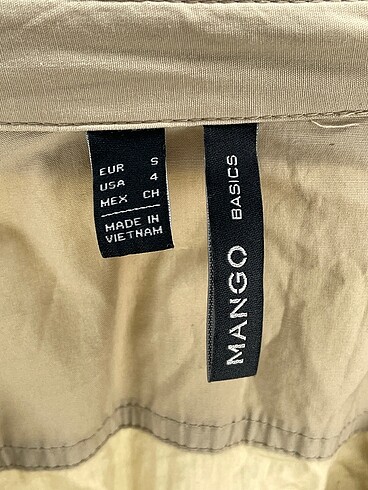 EUR S
USA 4
MEX CH
MADE IN
VIETNAM
MANGO BASICS